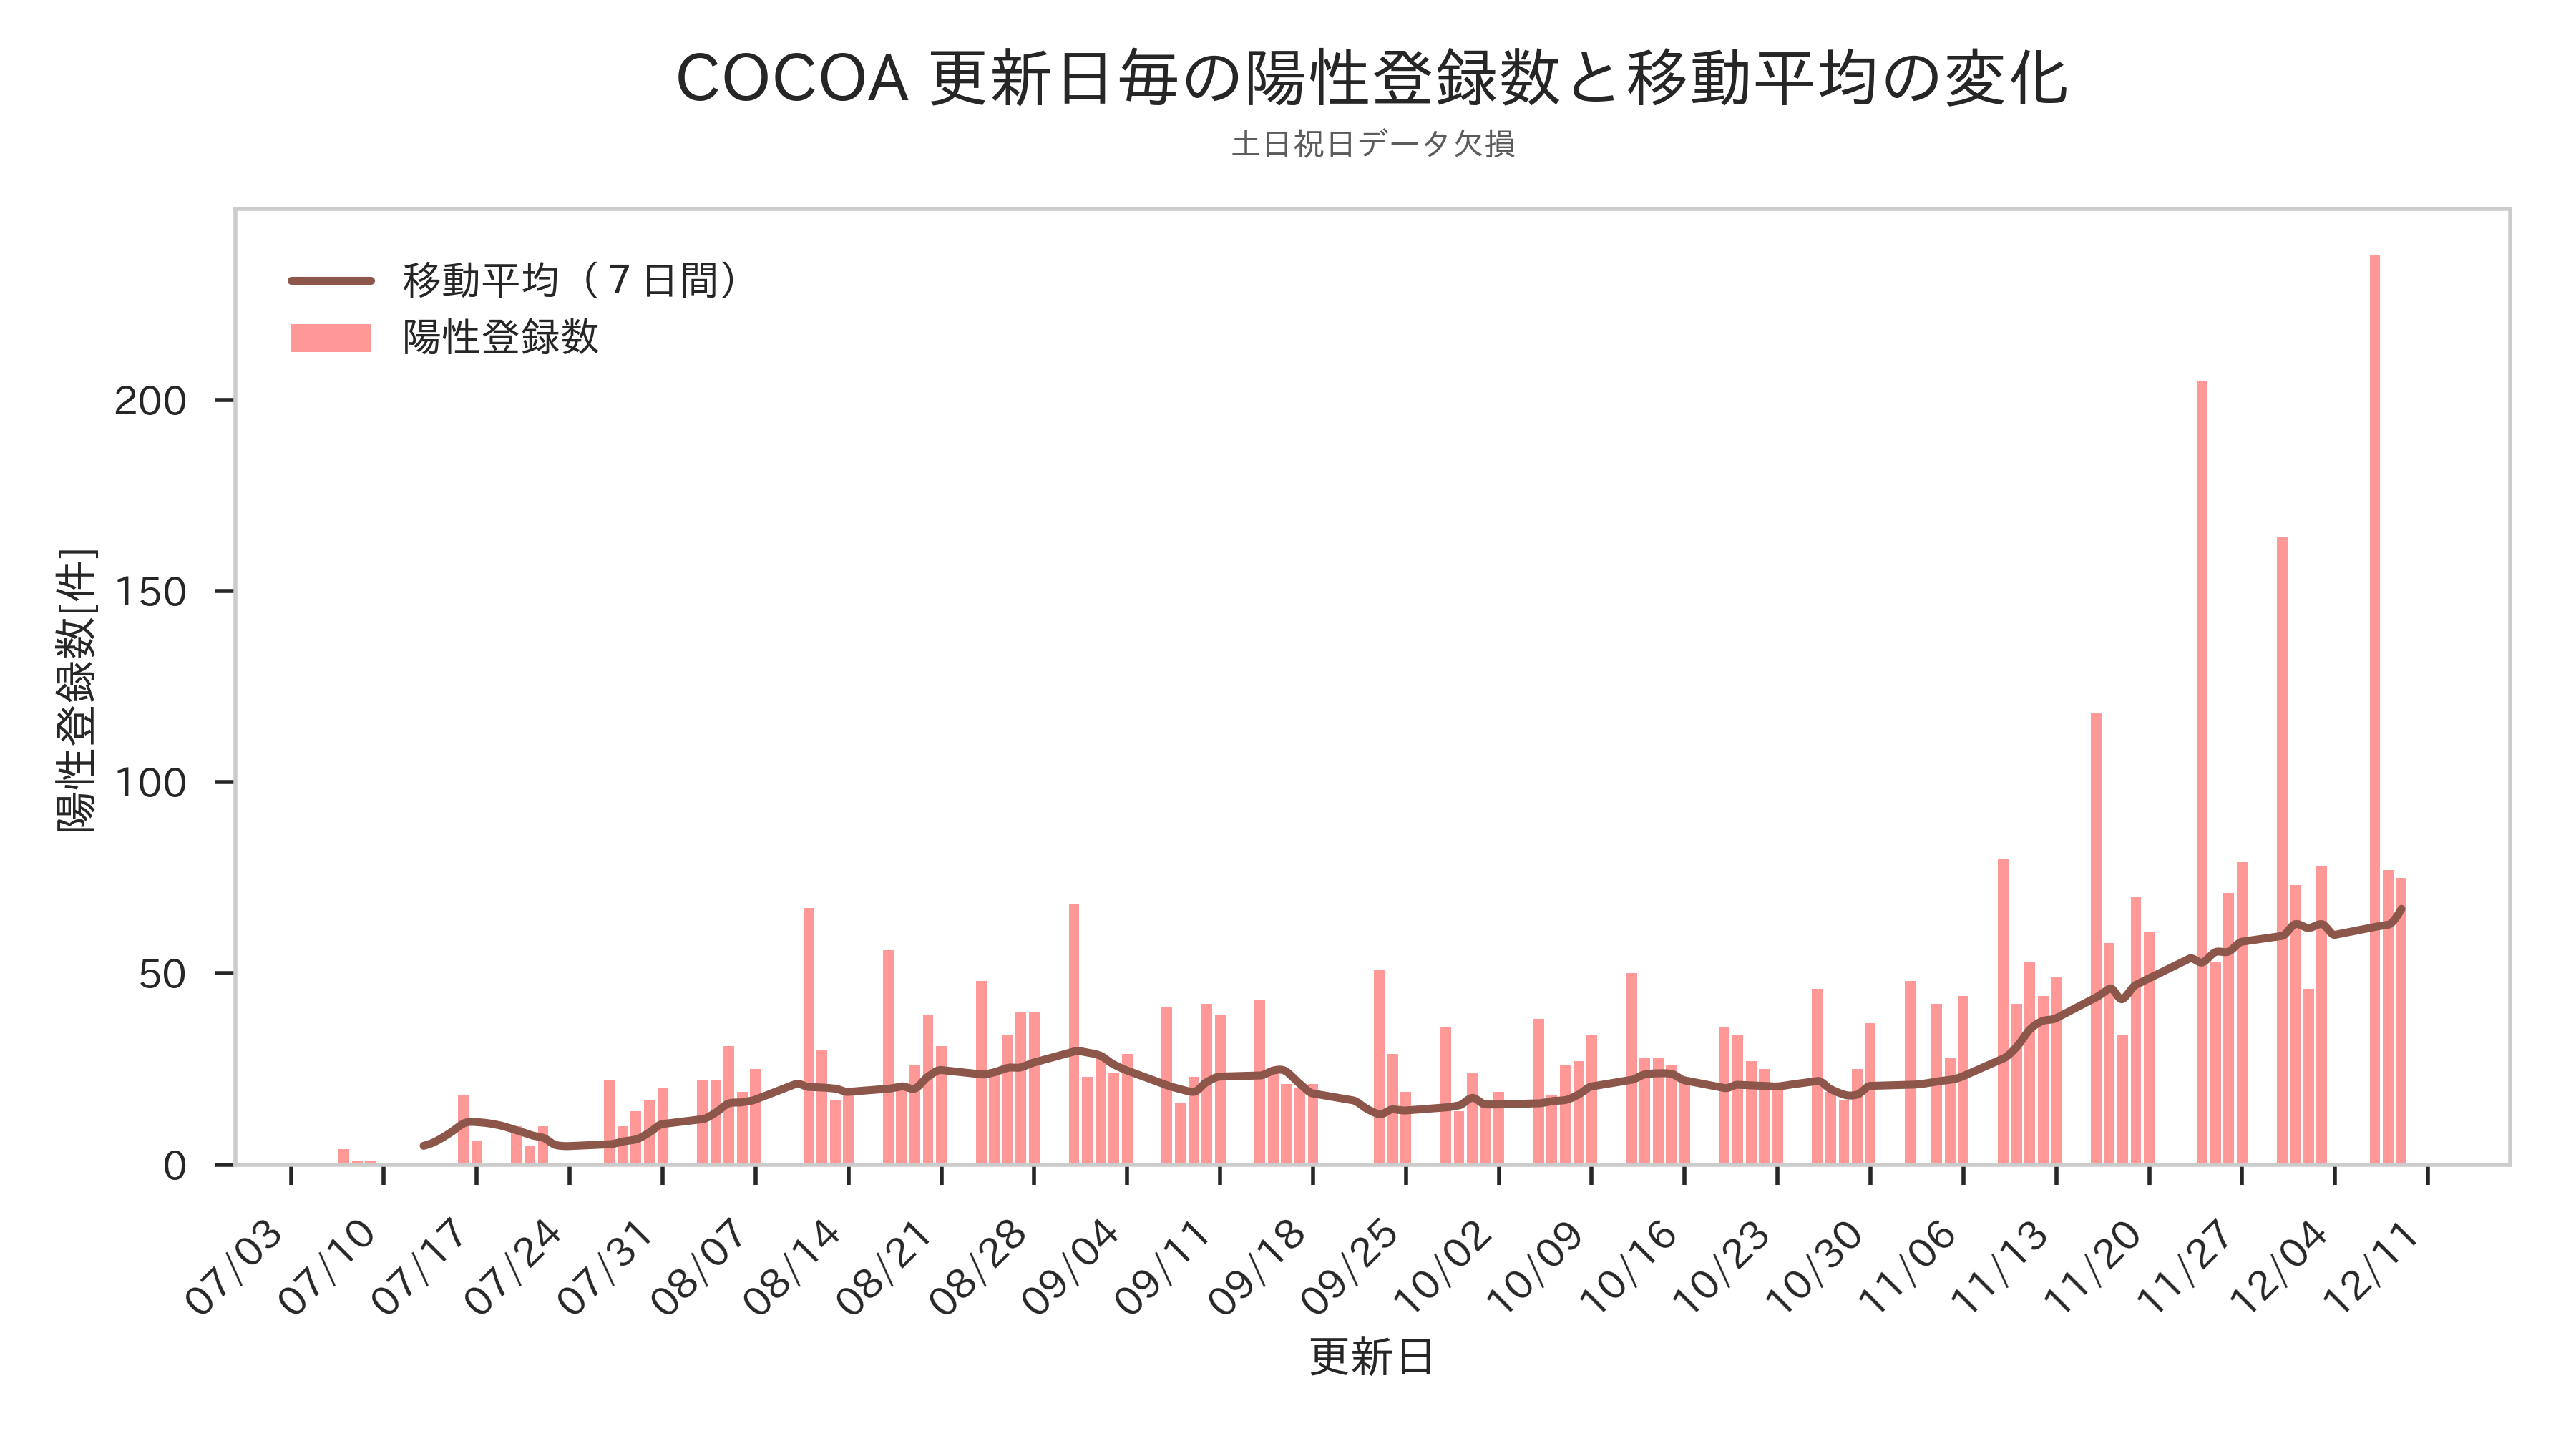 COCOA 更新日毎の陽性登録数と移動平均の変化
土日祝日データ欠損
移動平均（７日間）
陽性登録数
陽性登録数[件]
200
150
100
50
0
07/03 07/10 07/17 07/24 07/31 08/07 08/14 08/21 08/28 09/04 09/11 09/18 09/25 10/02 10/09 10/16 10/23 10/30 11/06 11/13 11/20 11/27 12/04 12/11
更新日